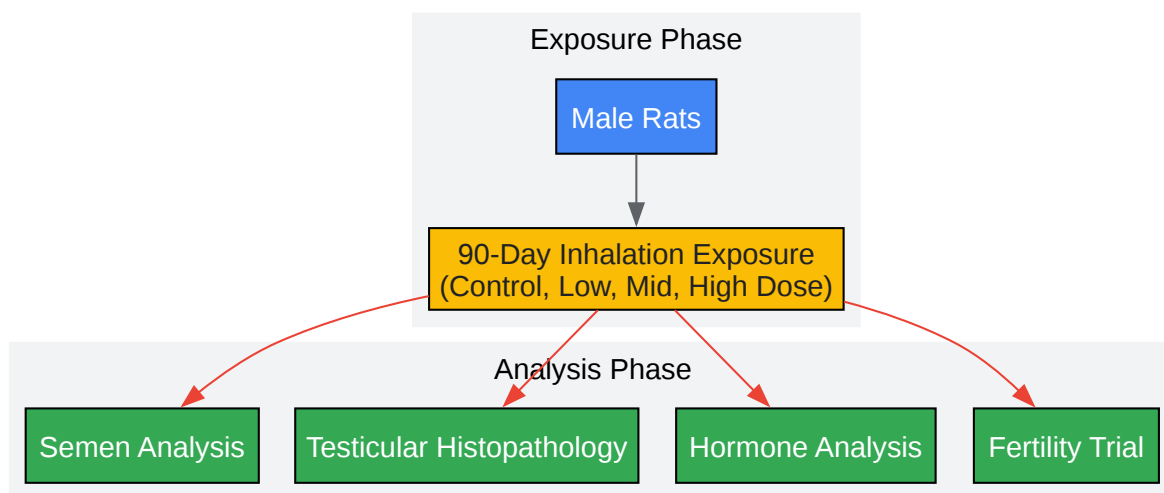 Exposure Phase
Male Rats
90-Day Inhalation Exposure
(Control, Low, Mid, High Dose)
Analysis Phase
Semen Analysis
Testicular Histopathology
Hormone Analysis
Fertility Trial